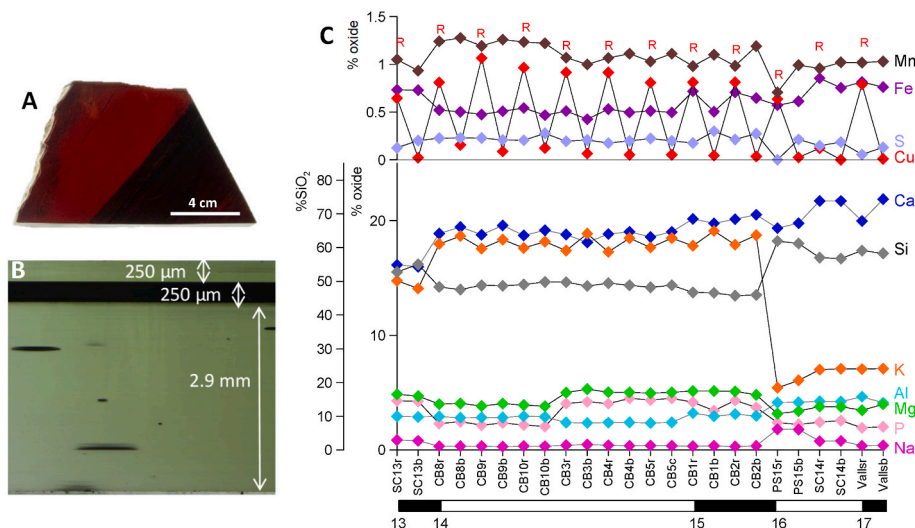 A
4 cm
B
250 µm
250 µm
2.9 mm
C
% oxide
1.5
1
0.5
0
R R R R R R R R R R R
Mn
Fe
S
Cu
%SiO2
% oxide
80
70
60
50
40
30
20
10
0
20
10
0
Ca
Si
K
Al
Mg
P
Na
SC13r
SC13b
CB8r
CB8b
CB9r
CB9b
CB10r
CB10b
CB3r
CB3b
CB4r
CB4b
CB5r
CB5c
CB1r
CB1b
CB2r
CB2b
PS15r
PS15b
SC14r
SC14b
Vallsr
Vallsb
13 14 15 16 17